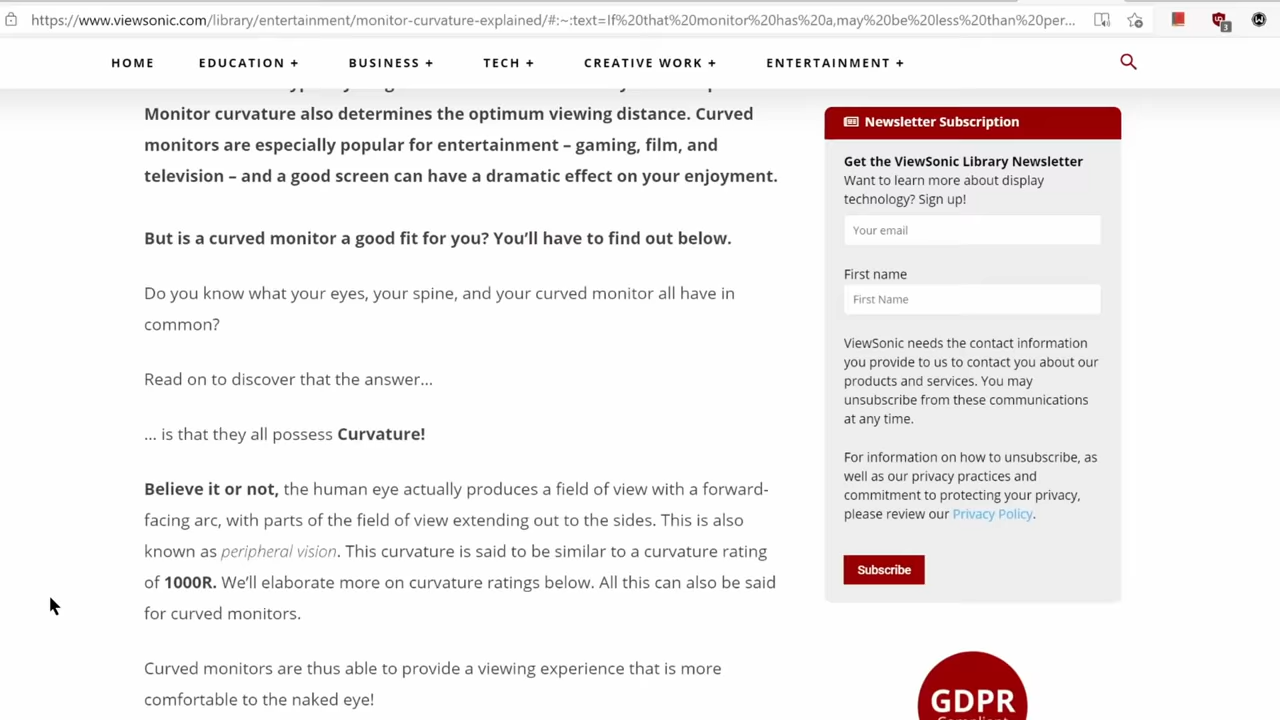 https://www.viewsonic.com/library/entertainment/monitor-curvature-explained/#:~:text=If%20that%20monitor%20has%20a,may%20be%20less%20than%20per...
3
HOME EDUCATION + BUSINESS + TECH + CREATIVE WORK + ENTERTAINMENT +
Monitor curvature also determines the optimum viewing distance. Curved
monitors are especially popular for entertainment – gaming, film, and
television – and a good screen can have a dramatic effect on your enjoyment.
But is a curved monitor a good fit for you? You'll have to find out below.
Do you know what your eyes, your spine, and your curved monitor all have in
common?
Read on to discover that the answer...
... is that they all possess Curvature!
Believe it or not, the human eye actually produces a field of view with a forward-
facing arc, with parts of the field of view extending out to the sides. This is also
known as peripheral vision. This curvature is said to be similar to a curvature rating
of 1000R. We'll elaborate more on curvature ratings below. All this can also be said
for curved monitors.
Curved monitors are thus able to provide a viewing experience that is more
comfortable to the naked eye!
Newsletter Subscription
Get the ViewSonic Library Newsletter
Want to learn more about display
technology? Sign up!
Your email
First name
First Name
ViewSonic needs the contact information
you provide to us to contact you about our
products and services. You may
unsubscribe from these communications
at any time.
For information on how to unsubscribe, as
well as our privacy practices and
commitment to protecting your privacy,
please review our Privacy Policy.
Subscribe
GDPR